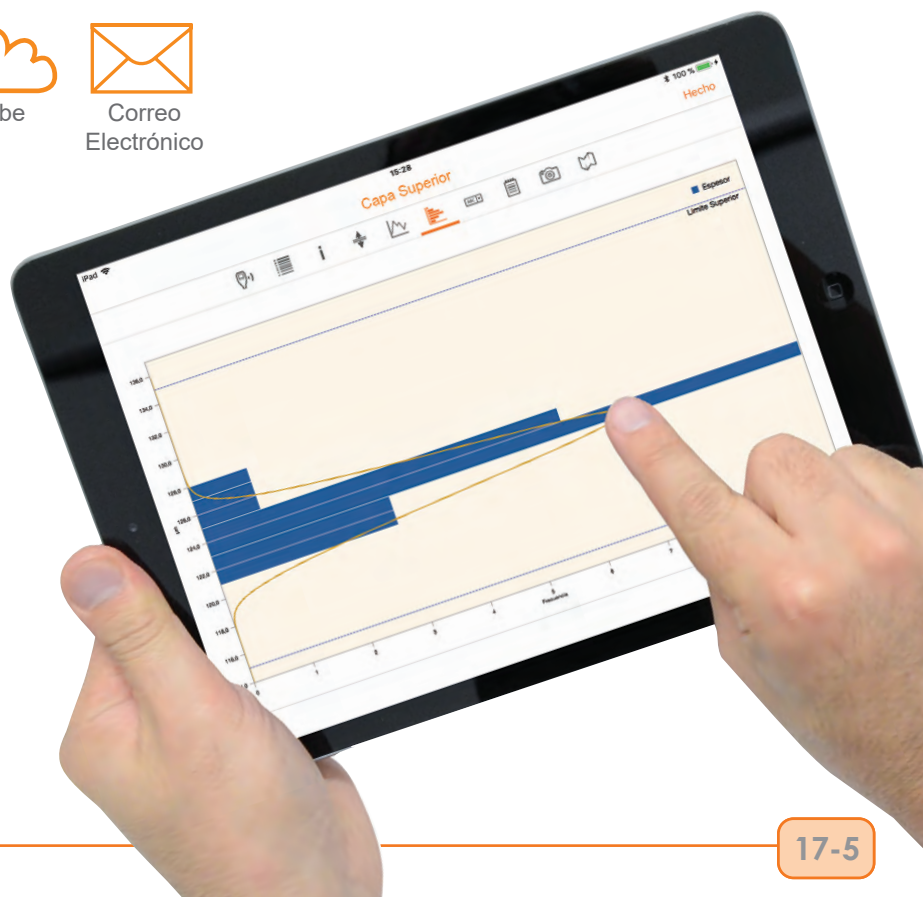 be
Correo
Electrónico
iPad
15:28
100 %
Capa Superior
Hecho
Espesor
Límite Superior
136,0
134,0
132,0
130,0
128,0
126,0
µm
124,0
122,0
120,0
118,0
116,0
0
1
2
3
4
5
6
7
Frecuencia
17-5